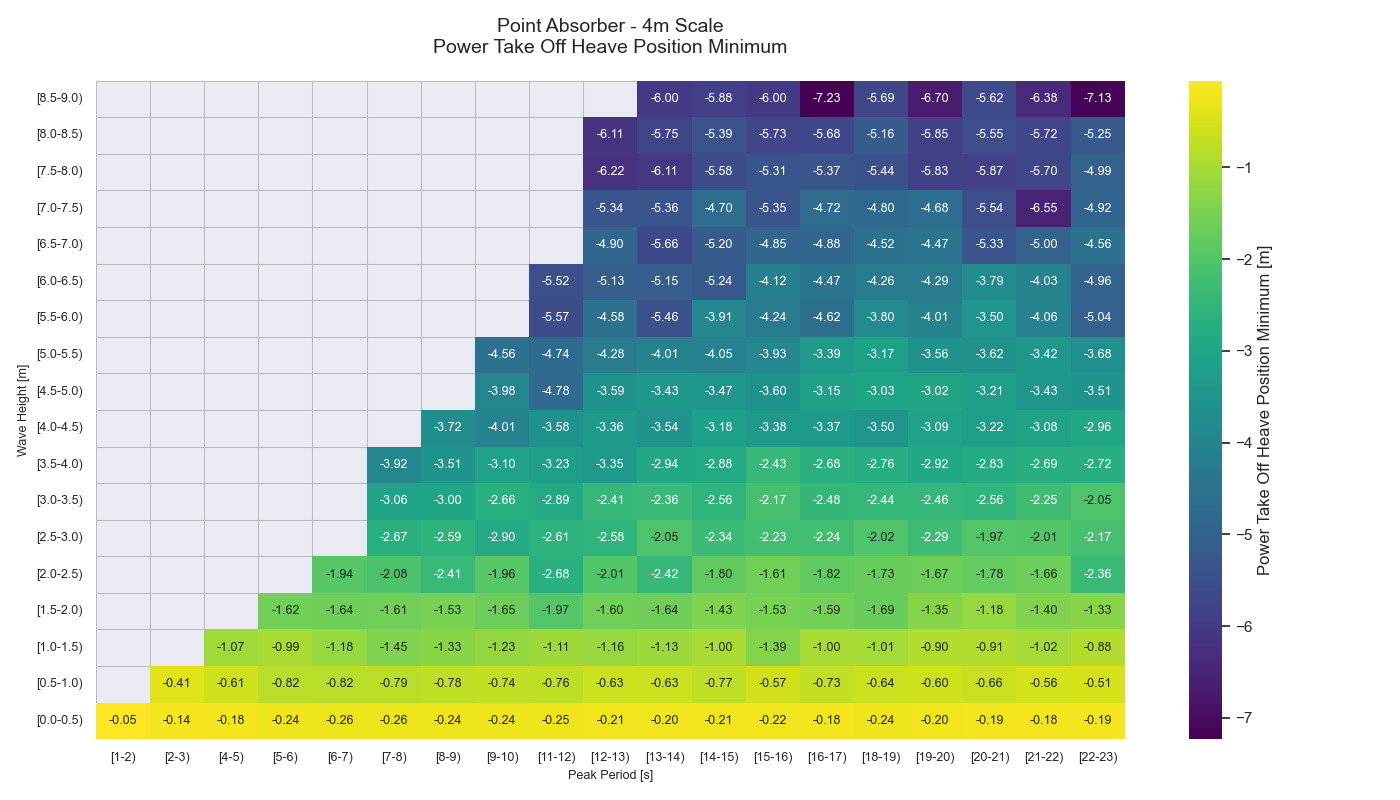 Point Absorber - 4m Scale
Power Take Off Heave Position Minimum
[8.5-9.0) -6.00 -5.88 -6.00 -7.23 -5.69 -6.70 -5.62 -6.38 -7.13
[8.0-8.5) -6.11 -5.75 -5.39 -5.73 -5.68 -5.16 -5.85 -5.55 -5.72 -5.25
[7.5-8.0) -6.22 -6.11 -5.58 -5.31 -5.37 -5.44 -5.83 -5.87 -5.70 -4.99
[7.0-7.5) -5.34 -5.36 -4.70 -5.35 -4.72 -4.80 -4.68 -5.54 -6.55 -4.92
[6.5-7.0) -4.90 -5.66 -5.20 -4.85 -4.88 -4.52 -4.47 -5.33 -5.00 -4.56
[6.0-6.5) -5.52 -5.13 -5.15 -5.24 -4.12 -4.47 -4.26 -4.29 -3.79 -4.03 -4.96
[5.5-6.0) -5.57 -4.58 -5.46 -3.91 -4.24 -4.62 -3.80 -4.01 -3.50 -4.06 -5.04
[5.0-5.5) -4.56 -4.74 -4.28 -4.01 -4.05 -3.93 -3.39 -3.17 -3.56 -3.62 -3.42 -3.68
[4.5-5.0) -3.98 -4.78 -3.59 -3.43 -3.47 -3.60 -3.15 -3.03 -3.02 -3.21 -3.43 -3.51
[4.0-4.5) -3.72 -4.01 -3.58 -3.36 -3.54 -3.18 -3.38 -3.37 -3.50 -3.09 -3.22 -3.08 -2.96
[3.5-4.0) -3.92 -3.51 -3.10 -3.23 -3.35 -2.94 -2.88 -2.43 -2.68 -2.76 -2.92 -2.83 -2.69 -2.72
[3.0-3.5) -3.06 -3.00 -2.66 -2.89 -2.41 -2.36 -2.56 -2.17 -2.48 -2.44 -2.46 -2.56 -2.25 -2.05
[2.5-3.0) -2.67 -2.59 -2.90 -2.61 -2.58 -2.05 -2.34 -2.23 -2.24 -2.02 -2.29 -1.97 -2.01 -2.17
[2.0-2.5) -1.94 -2.08 -2.41 -1.96 -2.68 -2.01 -2.42 -1.80 -1.61 -1.82 -1.73 -1.67 -1.78 -1.66 -2.36
[1.5-2.0) -1.62 -1.64 -1.61 -1.53 -1.65 -1.97 -1.60 -1.64 -1.43 -1.53 -1.59 -1.69 -1.35 -1.18 -1.40 -1.33
[1.0-1.5) -1.07 -0.99 -1.18 -1.45 -1.33 -1.23 -1.11 -1.16 -1.13 -1.00 -1.39 -1.00 -1.01 -0.90 -0.91 -1.02 -0.88
[0.5-1.0) -0.41 -0.61 -0.82 -0.82 -0.79 -0.78 -0.74 -0.76 -0.63 -0.63 -0.77 -0.57 -0.73 -0.64 -0.60 -0.66 -0.56 -0.51
[0.0-0.5) -0.05 -0.14 -0.18 -0.24 -0.26 -0.26 -0.24 -0.24 -0.25 -0.21 -0.20 -0.21 -0.22 -0.18 -0.24 -0.20 -0.19 -0.18 -0.19
[1-2) [2-3) [4-5) [5-6) [6-7) [7-8) [8-9) [9-10) [11-12) [12-13) [13-14) [14-15) [15-16) [16-17) [18-19) [19-20) [20-21) [21-22) [22-23)
Peak Period [s]
Wave Height [m]
−1
−2
−3
−4
−5
−6
−7
Power Take Off Heave Position Minimum [m]